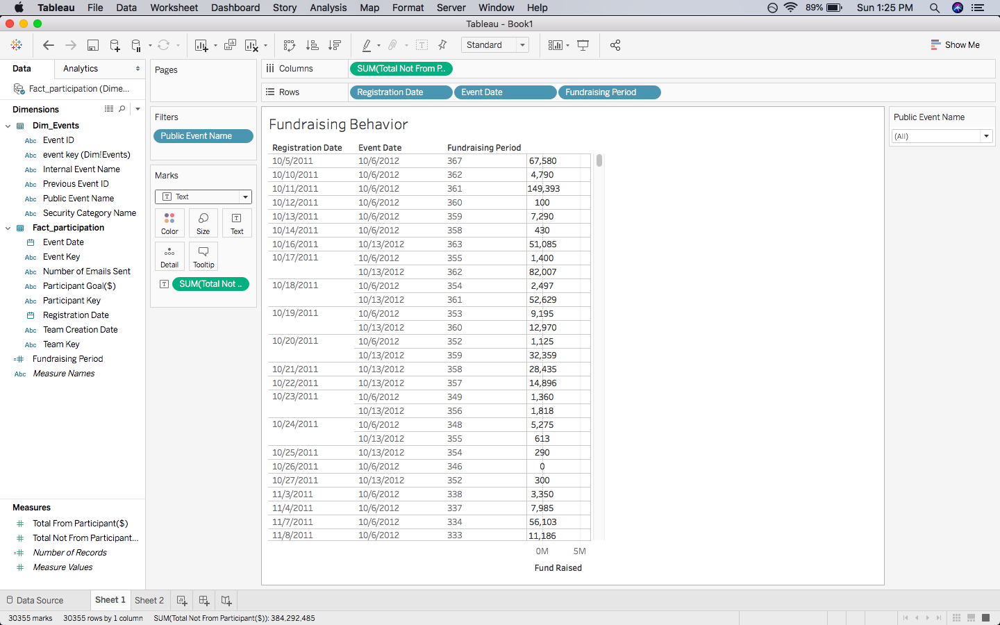 Tableau File Data Worksheet Dashboard Story Analysis Map Format Server Window Help 89% Sun 1:25 PM
Tableau - Book1
Standard Show Me
Data Analytics
Fact_participation (Dime...
Dimensions
Dim_Events
Abc Event ID
Abc event key (Dim!Events)
Abc Internal Event Name
Abc Previous Event ID
Abc Public Event Name
Abc Security Category Name
Fact_participation
Event Date
Abc Event Key
Abc Number of Emails Sent
Abc Participant Goal($)
Abc Participant Key
Registration Date
Abc Team Creation Date
Abc Team Key
Fundraising Period
Abc Measure Names
Measures
Total From Participant($)
Total Not From Participant...
Number of Records
Measure Values
Pages
Filters
Public Event Name
Marks
Text
Color Size Text
Detail Tooltip
SUM(Total Not ..
Columns SUM(Total Not From P..
Rows Registration Date Event Date Fundraising Period
Fundraising Behavior
Registration Date Event Date Fundraising Period
10/5/2011 10/6/2012 367 67,580
10/10/2011 10/6/2012 362 4,790
10/11/2011 10/6/2012 361 149,393
10/12/2011 10/6/2012 360 100
10/13/2011 10/6/2012 359 7,290
10/14/2011 10/6/2012 358 430
10/16/2011 10/13/2012 363 51,085
10/17/2011 10/6/2012 355 1,400
10/13/2012 362 82,007
10/18/2011 10/6/2012 354 2,497
10/13/2012 361 52,629
10/19/2011 10/6/2012 353 9,195
10/13/2012 360 12,970
10/20/2011 10/6/2012 352 1,125
10/13/2012 359 32,359
10/21/2011 10/13/2012 358 28,435
10/22/2011 10/13/2012 357 14,896
10/23/2011 10/6/2012 349 1,360
10/13/2012 356 1,818
10/24/2011 10/6/2012 348 5,275
10/13/2012 355 613
10/25/2011 10/13/2012 354 290
10/26/2011 10/6/2012 346 0
10/27/2011 10/13/2012 352 300
11/3/2011 10/6/2012 338 3,350
11/4/2011 10/6/2012 337 7,985
11/7/2011 10/6/2012 334 56,103
11/8/2011 10/6/2012 333 11,186
0M 5M
Fund Raised
Public Event Name
(All)
Data Source Sheet 1 Sheet 2
30355 marks 30355 rows by 1 column SUM(Total Not From Participant($)): 384,292,485